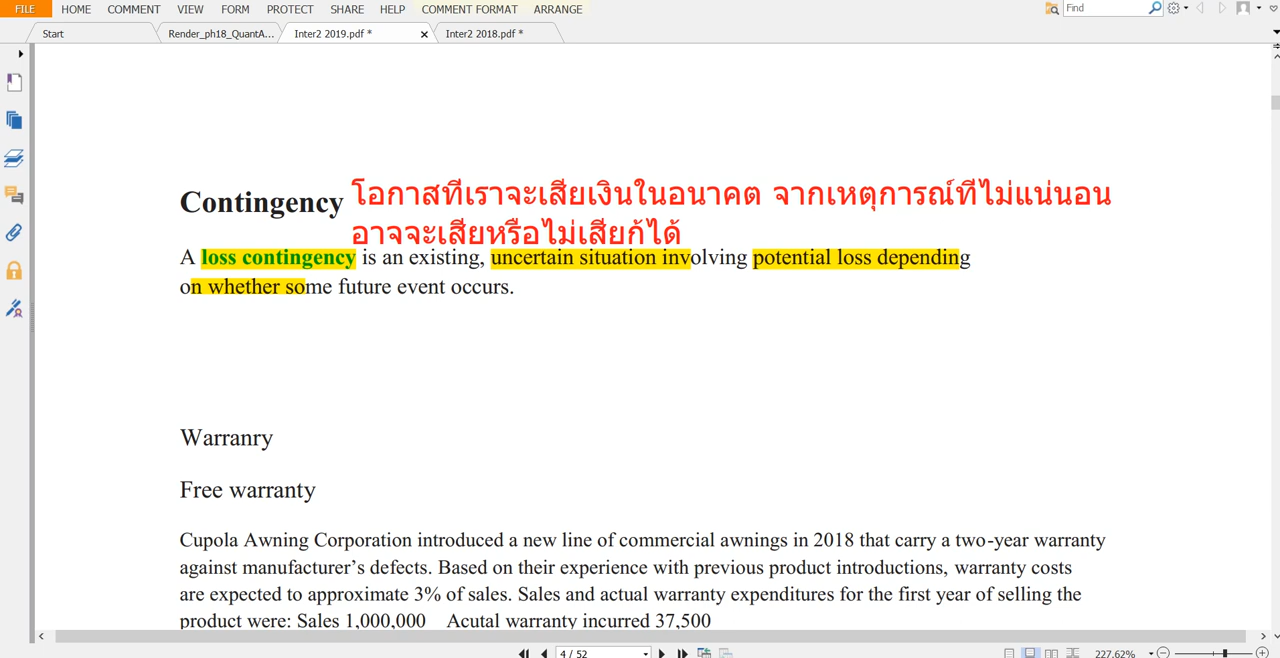 FILE HOME COMMENT VIEW FORM PROTECT SHARE HELP COMMENT FORMAT ARRANGE Find
Start Render_ph18_QuantA... Inter2 2019.pdf * Inter2 2018.pdf *
Contingency โอกาสที่เราจะเสียเงินในอนาคต จากเหตุการณ์ที่ไม่แน่นอน
อาจจะเสียหรือไม่เสียก้ได้
A loss contingency is an existing, uncertain situation involving potential loss depending
on whether some future event occurs.
Warranry
Free warranty
Cupola Awning Corporation introduced a new line of commercial awnings in 2018 that carry a two-year warranty
against manufacturer’s defects. Based on their experience with previous product introductions, warranty costs
are expected to approximate 3% of sales. Sales and actual warranty expenditures for the first year of selling the
product were: Sales 1,000,000 Acutal warranty incurred 37,500
4 / 52 227.62%